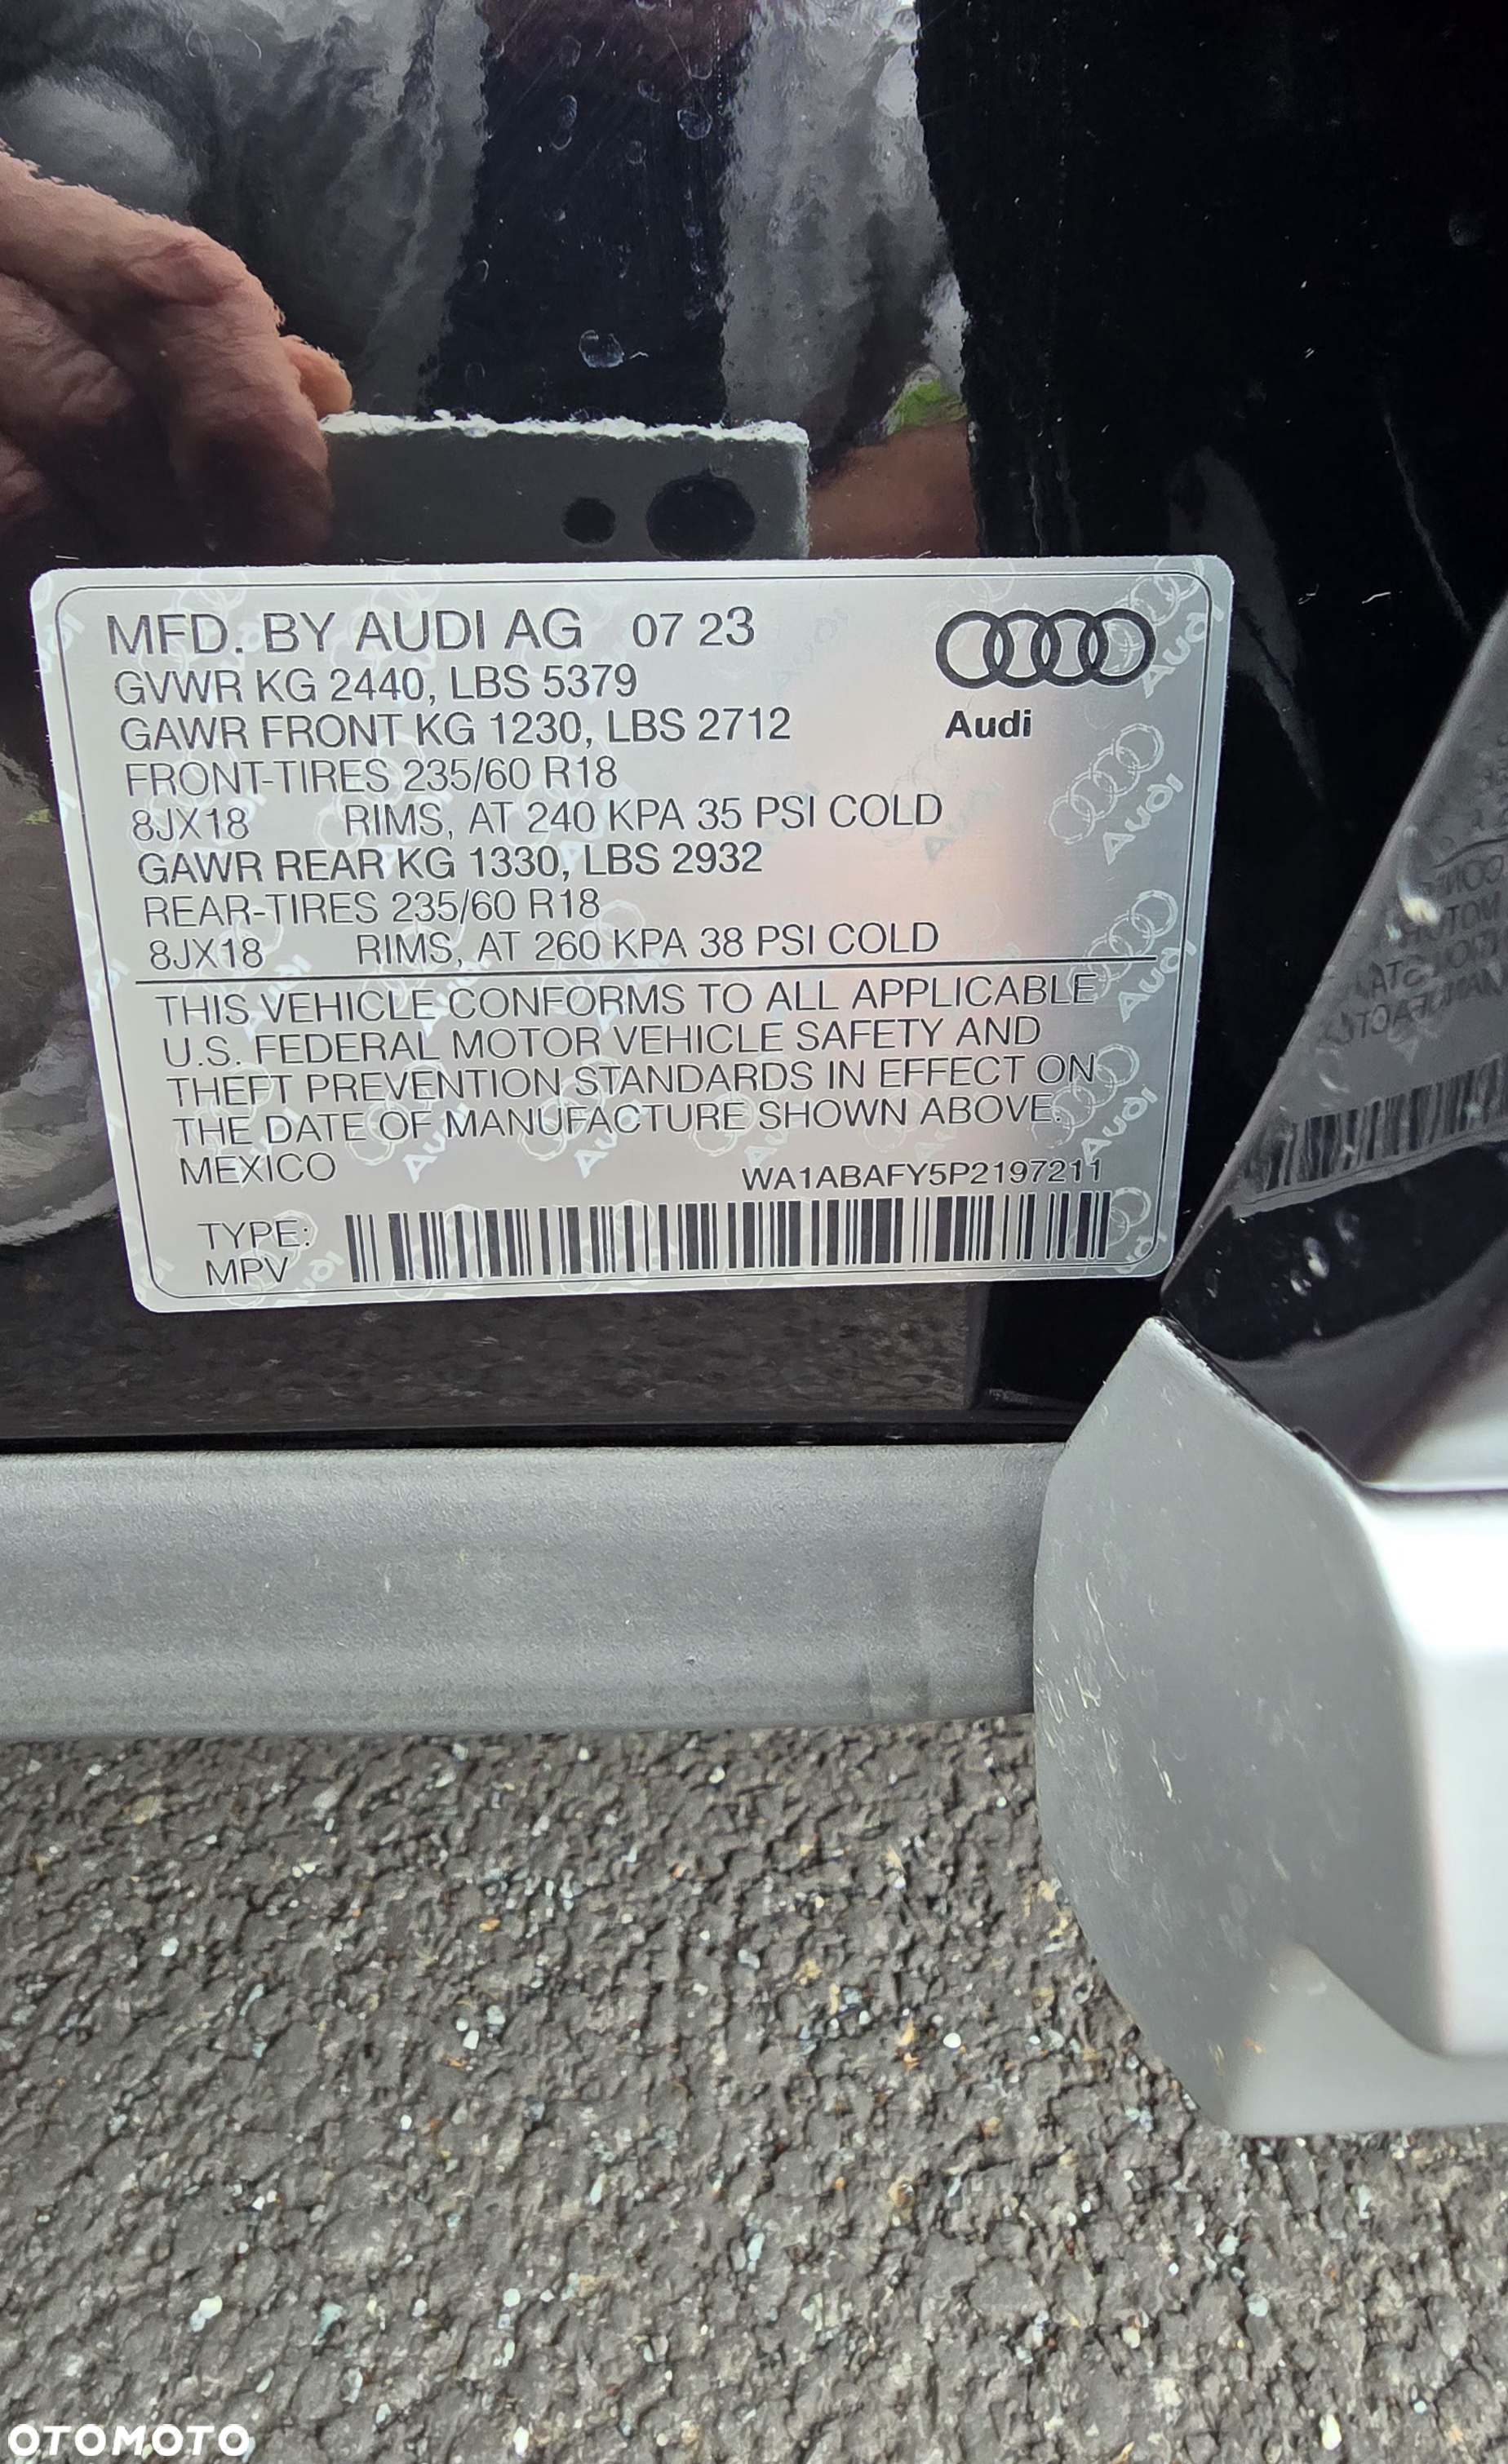 MFD. BY AUDI AG 07 23
GVWR KG 2440, LBS 5379
GAWR FRONT KG 1230, LBS 2712
Audi
FRONT-TIRES 235/60 R18
8JX18 RIMS, AT 240 KPA 35 PSI COLD
GAWR REAR KG 1330, LBS 2932
REAR-TIRES 235/60 R18
8JX18 RIMS, AT 260 KPA 38 PSI COLD
THIS VEHICLE CONFORMS TO ALL APPLICABLE
U.S. FEDERAL MOTOR VEHICLE SAFETY AND
THEFT PREVENTION STANDARDS IN EFFECT ON
THE DATE OF MANUFACTURE SHOWN ABOVE.
MEXICO WA1ABAFY5P2197211
TYPE:
MPV
OTOMOTO